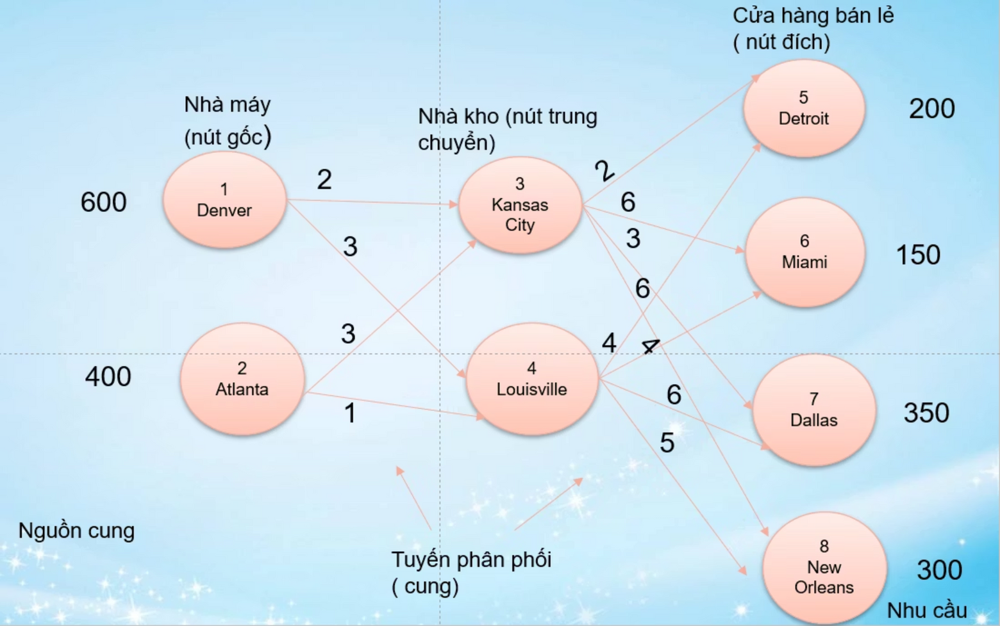 Cửa hàng bán lẻ
( nút đích)
Nhà máy
(nút gốc)
Nhà kho (nút trung
chuyển)
5
Detroit
200
600
1
Denver
2
3
3
Kansas
City
2
6
3
6
6
Miami
150
400
2
Atlanta
3
1
4
Louisville
4
4
6
5
7
Dallas
350
8
New
Orleans
300
Nhu cầu
Nguồn cung
Tuyến phân phối
( cung)